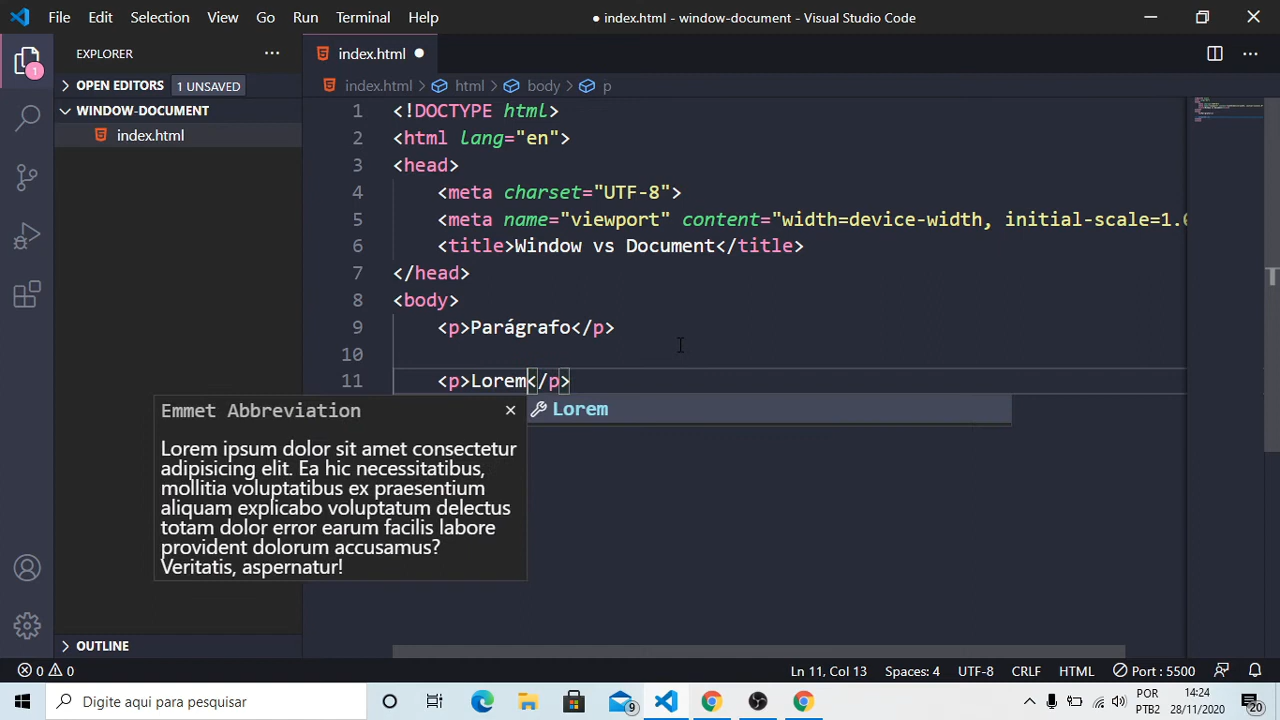 File Edit Selection View Go Run Terminal Help
● index.html - window-document - Visual Studio Code
EXPLORER
index.html
OPEN EDITORS 1 UNSAVED
index.html > html > body > p
WINDOW-DOCUMENT
index.html
1
1 <!DOCTYPE html>
2 <html lang="en">
3 <head>
4 <meta charset="UTF-8">
5 <meta name="viewport" content="width=device-width, initial-scale=1.0
6 <title>Window vs Document</title>
7 </head>
8 <body>
9 <p>Parágrafo</p>
10
11 <p>Lorem</p>
Lorem
Emmet Abbreviation
Lorem ipsum dolor sit amet consectetur
adipisicing elit. Ea hic necessitatibus,
mollitia voluptatibus ex praesentium
aliquam explicabo voluptatum delectus
totam dolor error earum facilis labore
provident dolorum accusamus?
Veritatis, aspernatur!
OUTLINE
0 0 Ln 11, Col 13 Spaces: 4 UTF-8 CRLF HTML Port : 5500
Digite aqui para pesquisar
9
POR
PTB2
14:24
28/11/2020
20